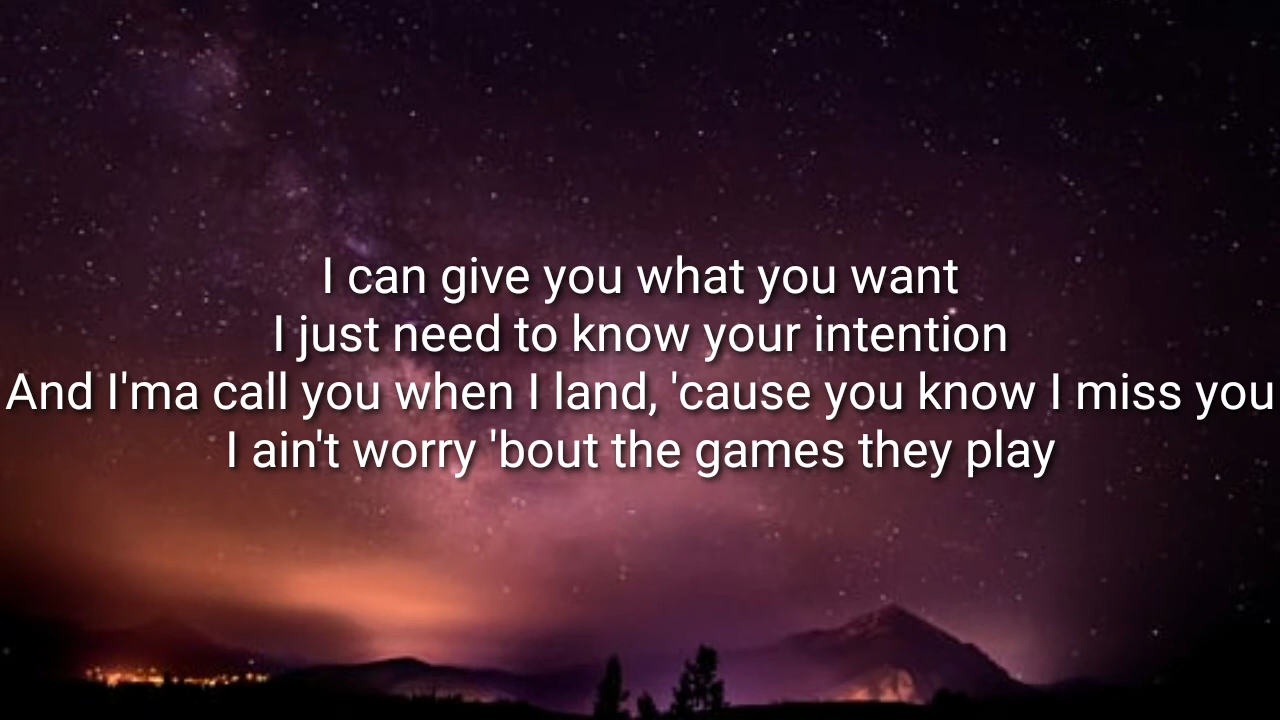 I can give you what you want
I just need to know your intention
And I'ma call you when I land, 'cause you know I miss you
I ain't worry 'bout the games they play